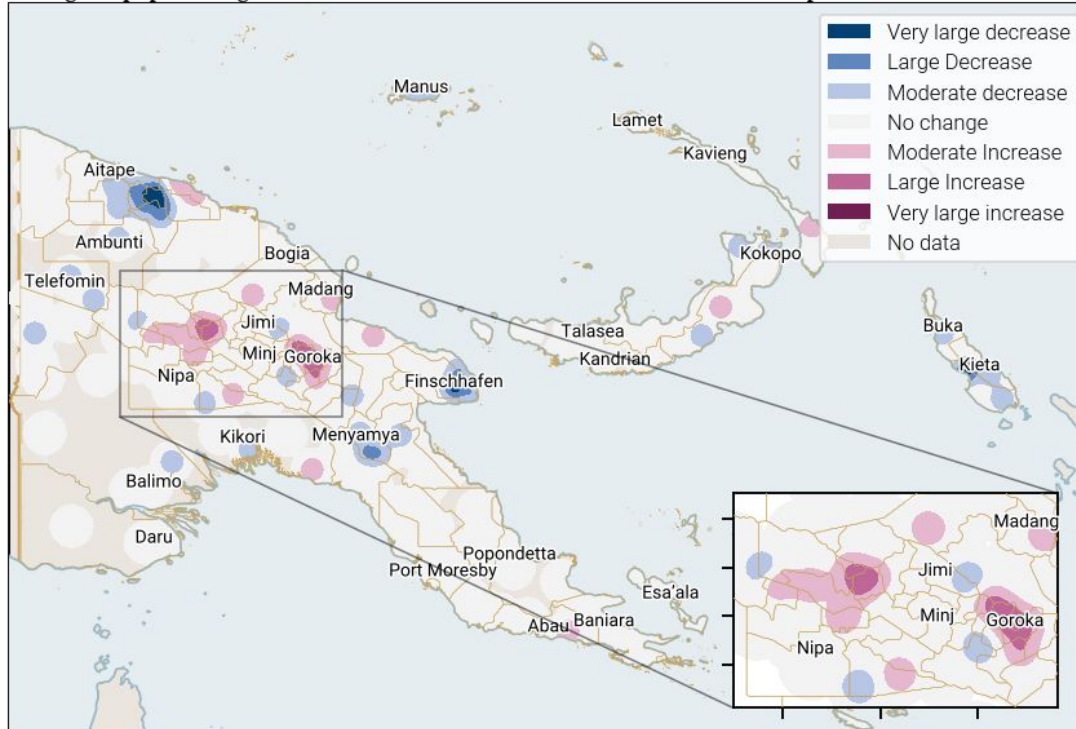 Very large decrease
Large Decrease
Moderate decrease
No change
Moderate Increase
Large Increase
Very large increase
No data
Manus
Lamet
Kavieng
Aitape
Ambunti
Kokopo
Bogia
Telefomin
Madang
Jimi
Talasea
Buka
Minj
Goroka
Kandrian
Kieta
Nipa
Finschhafen
Kikori
Menyamya
Balimo
Daru
Popondetta
Port Moresby
Esa'ala
Abau
Baniara
Madang
Jimi
Minj
Goroka
Nipa